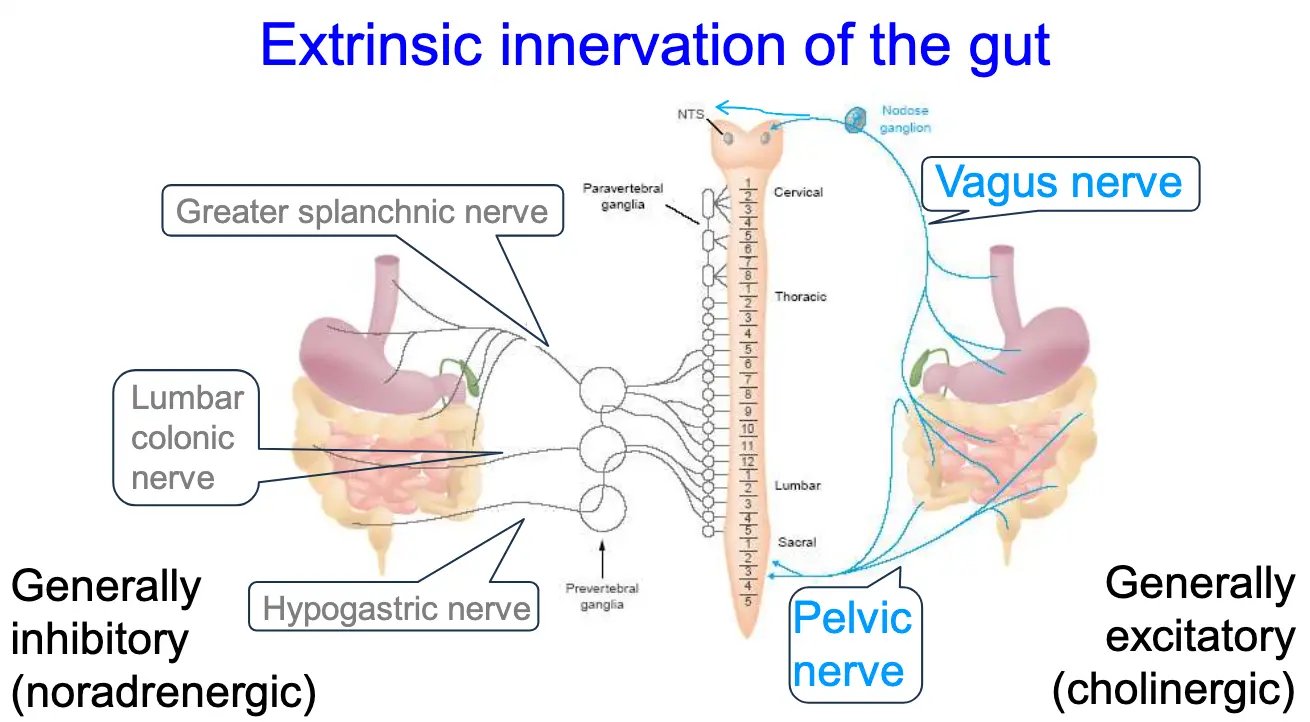 Extrinsic innervation of the gut
NTS
Nodose
ganglion
Vagus nerve
Paravertebral
ganglia
Cervical
Greater splanchnic nerve
1
2
3
4
5
6
7
8
Thoracic
1
2
3
4
5
6
7
8
9
10
11
12
Lumbar
colonic
nerve
Lumbar
1
2
3
4
5
Sacral
1
2
3
4
5
Prevertebral
ganglia
Hypogastric nerve
Pelvic
nerve
Generally
inhibitory
(noradrenergic)
Generally
excitatory
(cholinergic)